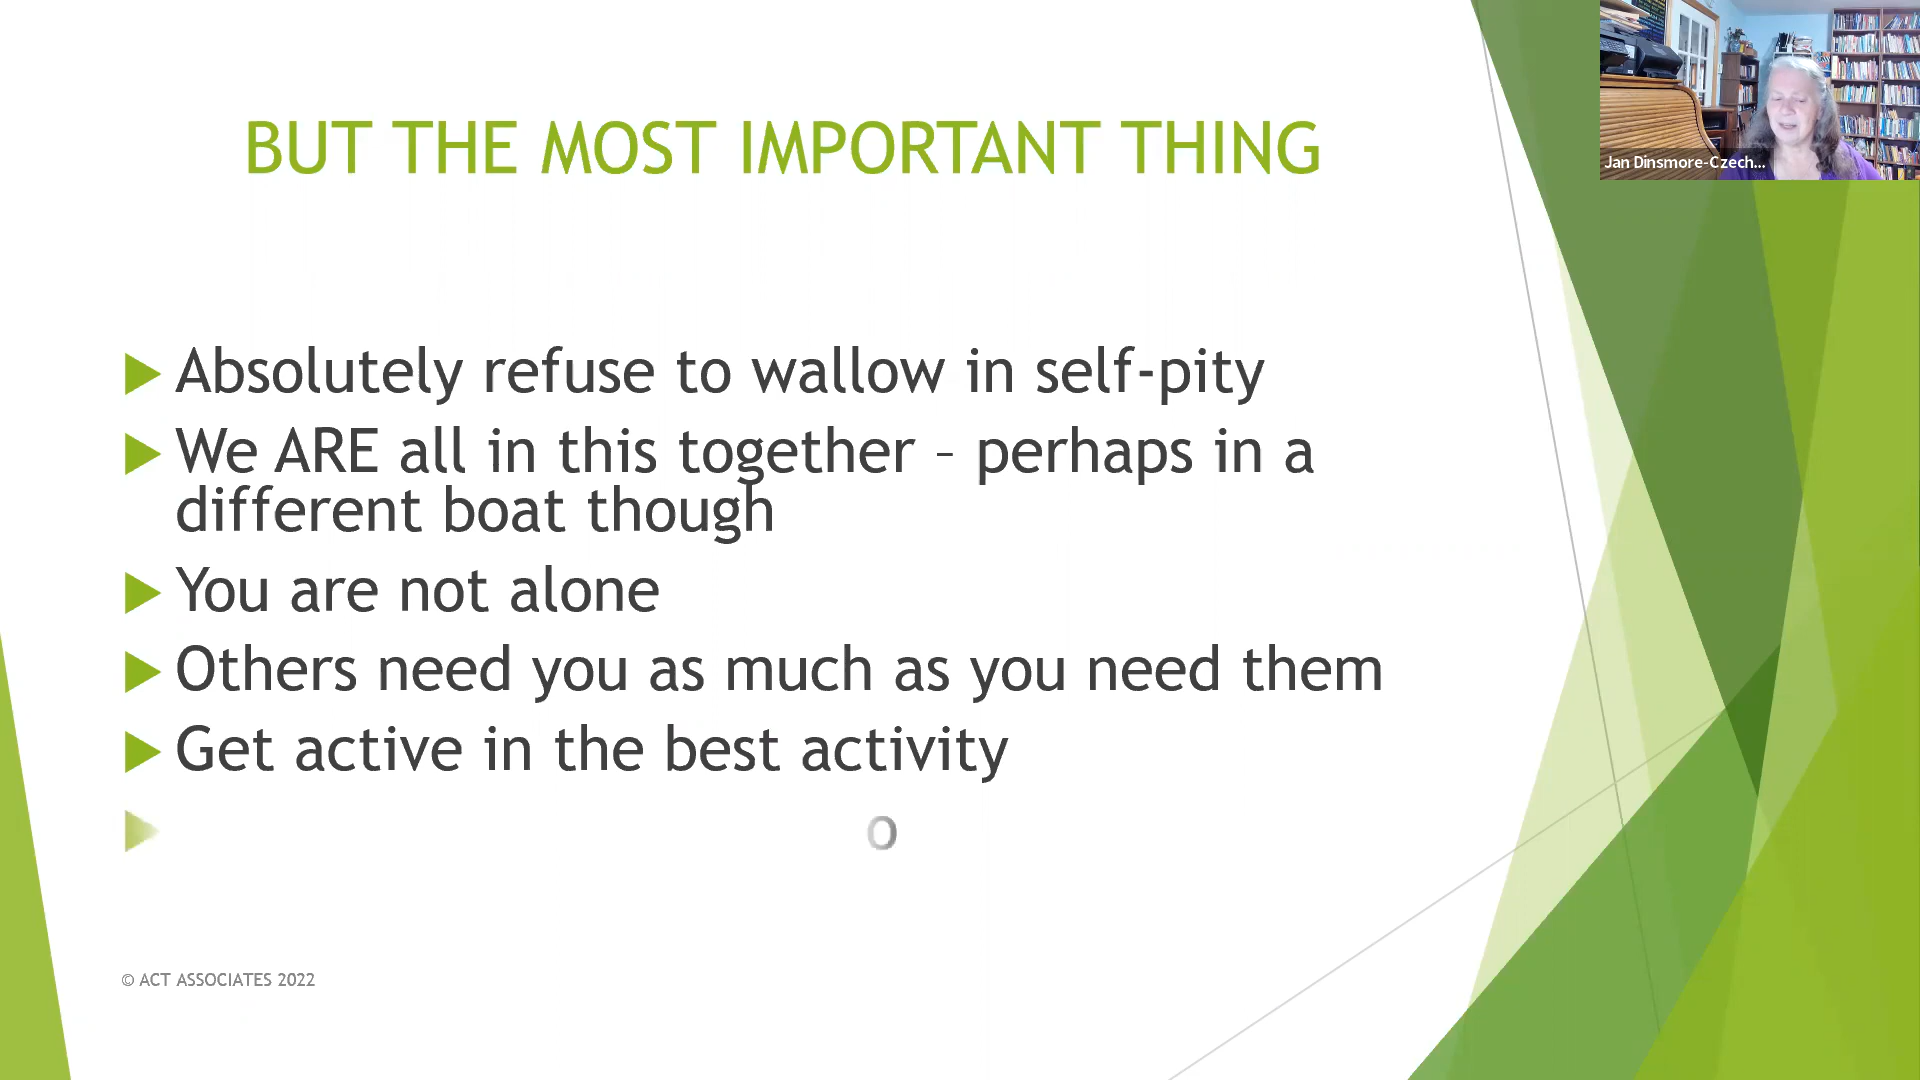 BUT THE MOST IMPORTANT THING
Jan Dinsmore-Czech...
Absolutely refuse to wallow in self-pity
We ARE all in this together – perhaps in a
different boat though
You are not alone
Others need you as much as you need them
Get active in the best activity
o
© ACT ASSOCIATES 2022